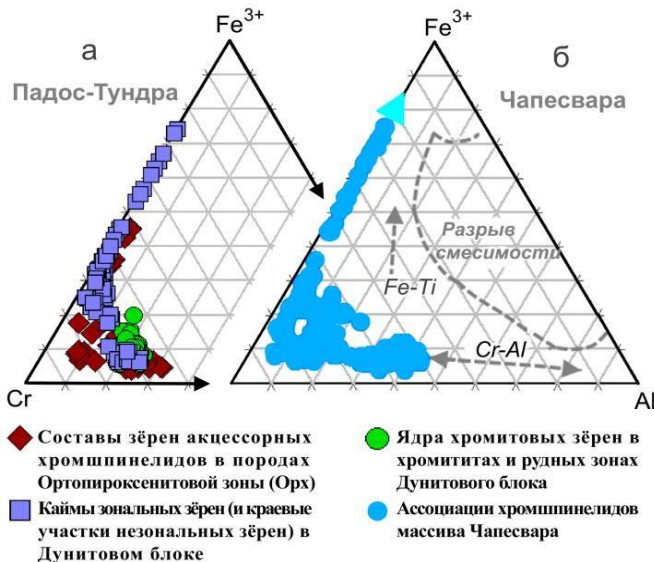 Fe3+
Fe3+
а
б
Падос-Тундра
Чапесвара
Разрыв
смесимости
Fe-Ti
Cr-Al
Cr
Al
Составы зёрен акцессорных
хромшпинелидов в породах
Ортопироксенитовой зоны (Орх)
Ядра хромитовых зёрен в
хромититах и рудных зонах
Дунитового блока
Каймы зональных зёрен (и краевые
участки незональных зёрен) в
Дунитовом блоке
Ассоциации хромшпинелидов
массива Чапесвара